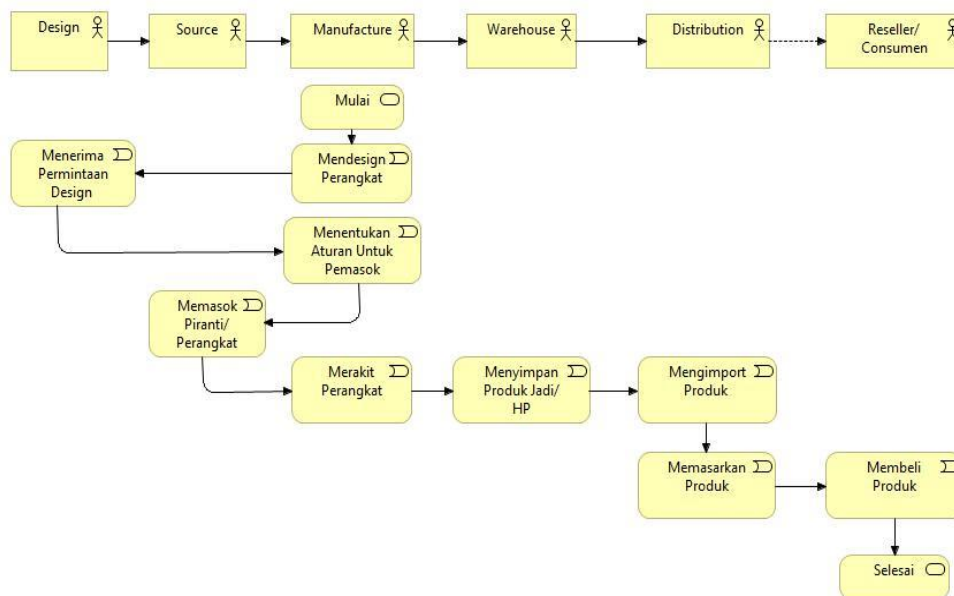 Design
Source
Manufacture
Warehouse
Distribution
Reseller/
Consumen
Mulai
Menerima
Permintaan
Design
Mendesign
Perangkat
Menentukan
Aturan Untuk
Pemasok
Memasok
Piranti/
Perangkat
Merakit
Perangkat
Menyimpan
Produk Jadi/
HP
Mengimport
Produk
Memasarkan
Produk
Membeli
Produk
Selesai